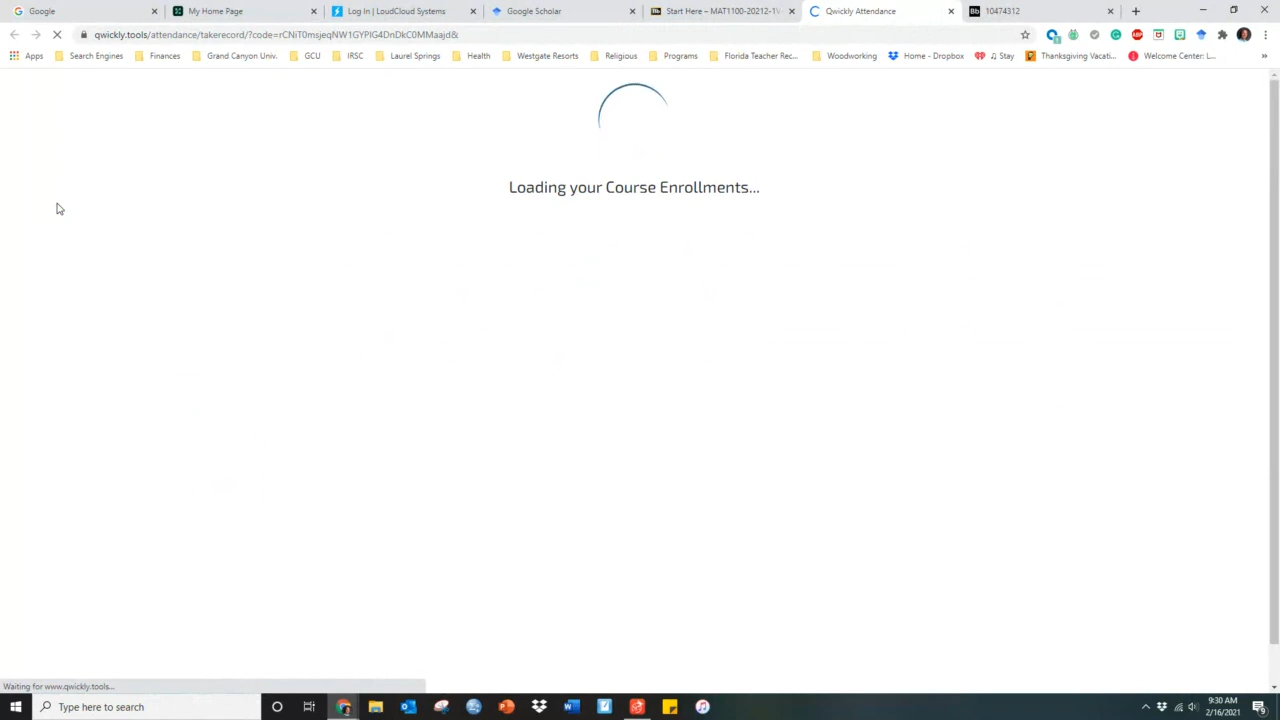 Google
My Home Page
Log In | LoudCloud Systems
Google Scholar
Start Here – MAT1100-20212-1V
Qwickly Attendance
Bb 10474312
qwickly.tools/attendance/takerecord/?code=rCNiT0msjeqNW1GYPlG4DnDkC0MMaajd&
Apps
Search Engines
Finances
Grand Canyon Univ.
GCU
IRSC
Laurel Springs
Health
Westgate Resorts
Religious
Programs
Florida Teacher Rec...
Woodworking
Home - Dropbox
♫ Stay
Thanksgiving Vacati...
Welcome Center: L...
»
Loading your Course Enrollments...
Waiting for www.qwickly.tools...
Type here to search
9:30 AM
2/16/2021